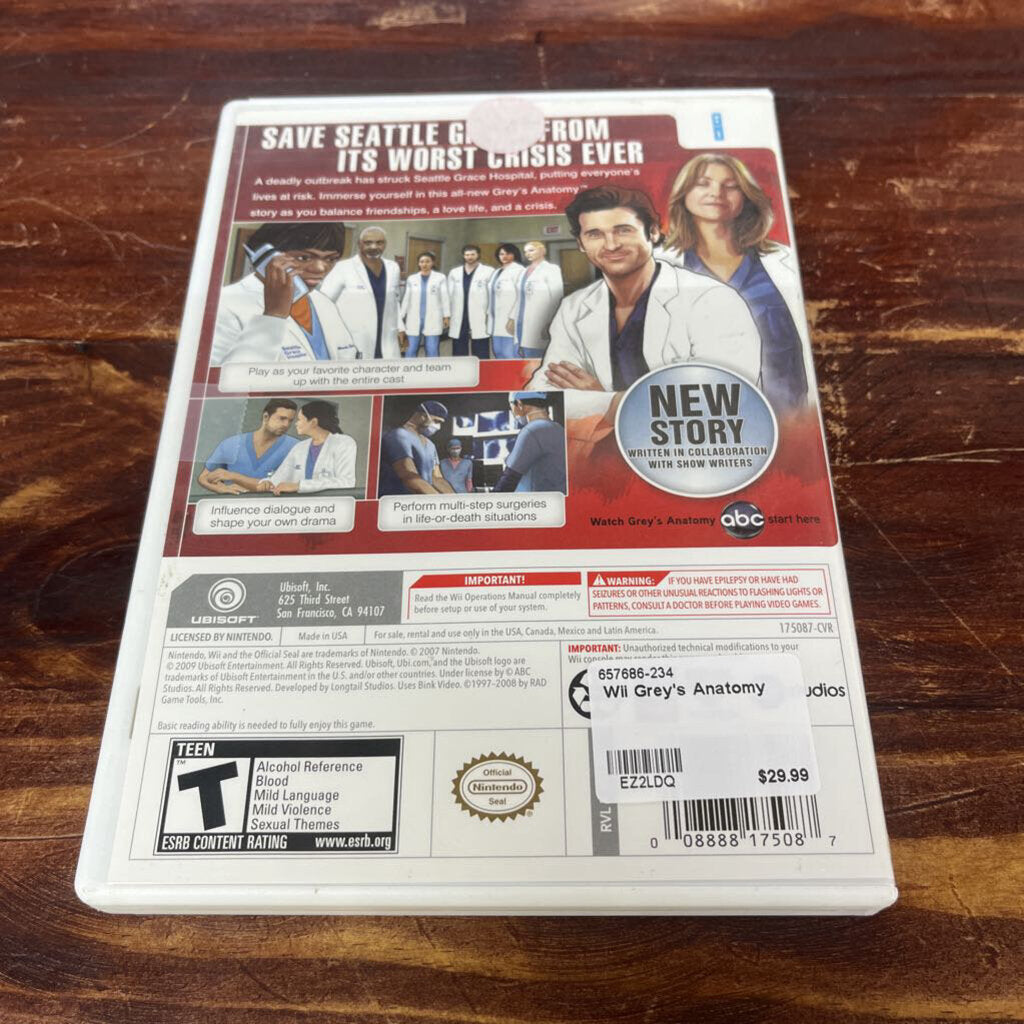 SAVE SEATTLE G FROM
ITS WORST CRISIS EVER
A deadly outbreak has struck Seattle Grace Hospital, putting everyone's
lives at risk. Immerse yourself in this all-new Grey's Anatomy™
story as you balance friendships, a love life, and a crisis.
EXIT
Seattle
Grace
Hospital
Play as your favorite character and team
up with the entire cast
NEW
STORY
WRITTEN IN COLLABORATION
WITH SHOW WRITERS
Influence dialogue and
shape your own drama
Perform multi-step surgeries
in life-or-death situations
Watch Grey's Anatomy abc start here
UBISOFT
Ubisoft, Inc.
625 Third Street
San Francisco, CA 94107
IMPORTANT!
Read the Wii Operations Manual completely
before setup or use of your system.
WARNING: IF YOU HAVE EPILEPSY OR HAVE HAD
SEIZURES OR OTHER UNUSUAL REACTIONS TO FLASHING LIGHTS OR
PATTERNS, CONSULT A DOCTOR BEFORE PLAYING VIDEO GAMES.
175087-CVR
LICENSED BY NINTENDO.
Made in USA
For sale, rental and use only in the USA, Canada, Mexico and Latin America.
Nintendo, Wii and the Official Seal are trademarks of Nintendo. © 2007 Nintendo.
© 2009 Ubisoft Entertainment. All Rights Reserved. Ubisoft, Ubi.com, and the Ubisoft logo are
trademarks of Ubisoft Entertainment in the U.S. and/or other countries. Under license by © ABC
Studios. All Rights Reserved. Developed by Longtail Studios. Uses Bink Video. ©1997–2008 by RAD
Game Tools, Inc.
Basic reading ability is needed to fully enjoy this game.
IMPORTANT: Unauthorized technical modifications to your
Wii console may render this game
657686-234
Wii Grey's Anatomy
EZ2LDQ
$29.99
udios
TEEN
T
TM
Alcohol Reference
Blood
Mild Language
Mild Violence
Sexual Themes
ESRB CONTENT RATING www.esrb.org
Official
Nintendo
Seal
®
RVL
0 08888 17508 7